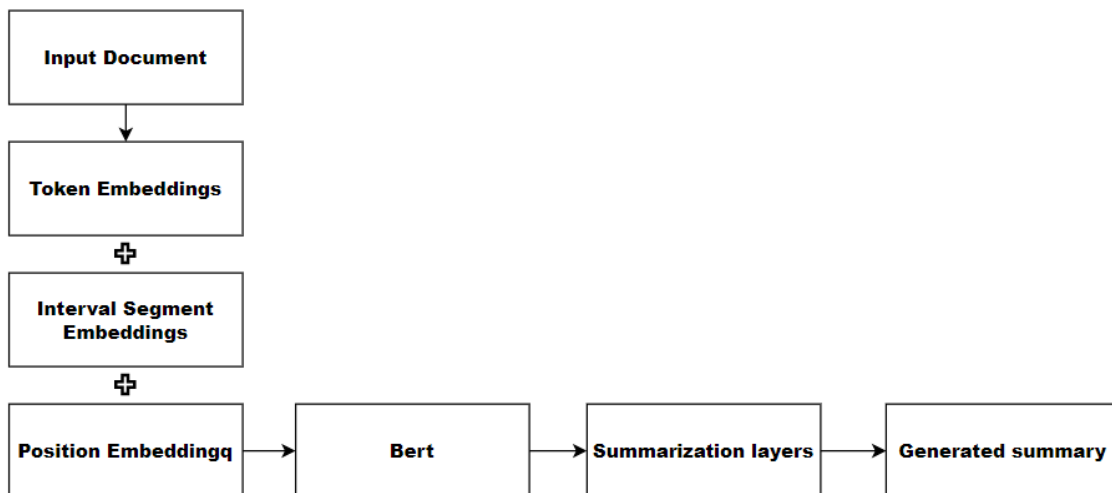 Input Document
Token Embeddings
Interval Segment
Embeddings
Position Embeddingq
Bert
Summarization layers
Generated summary